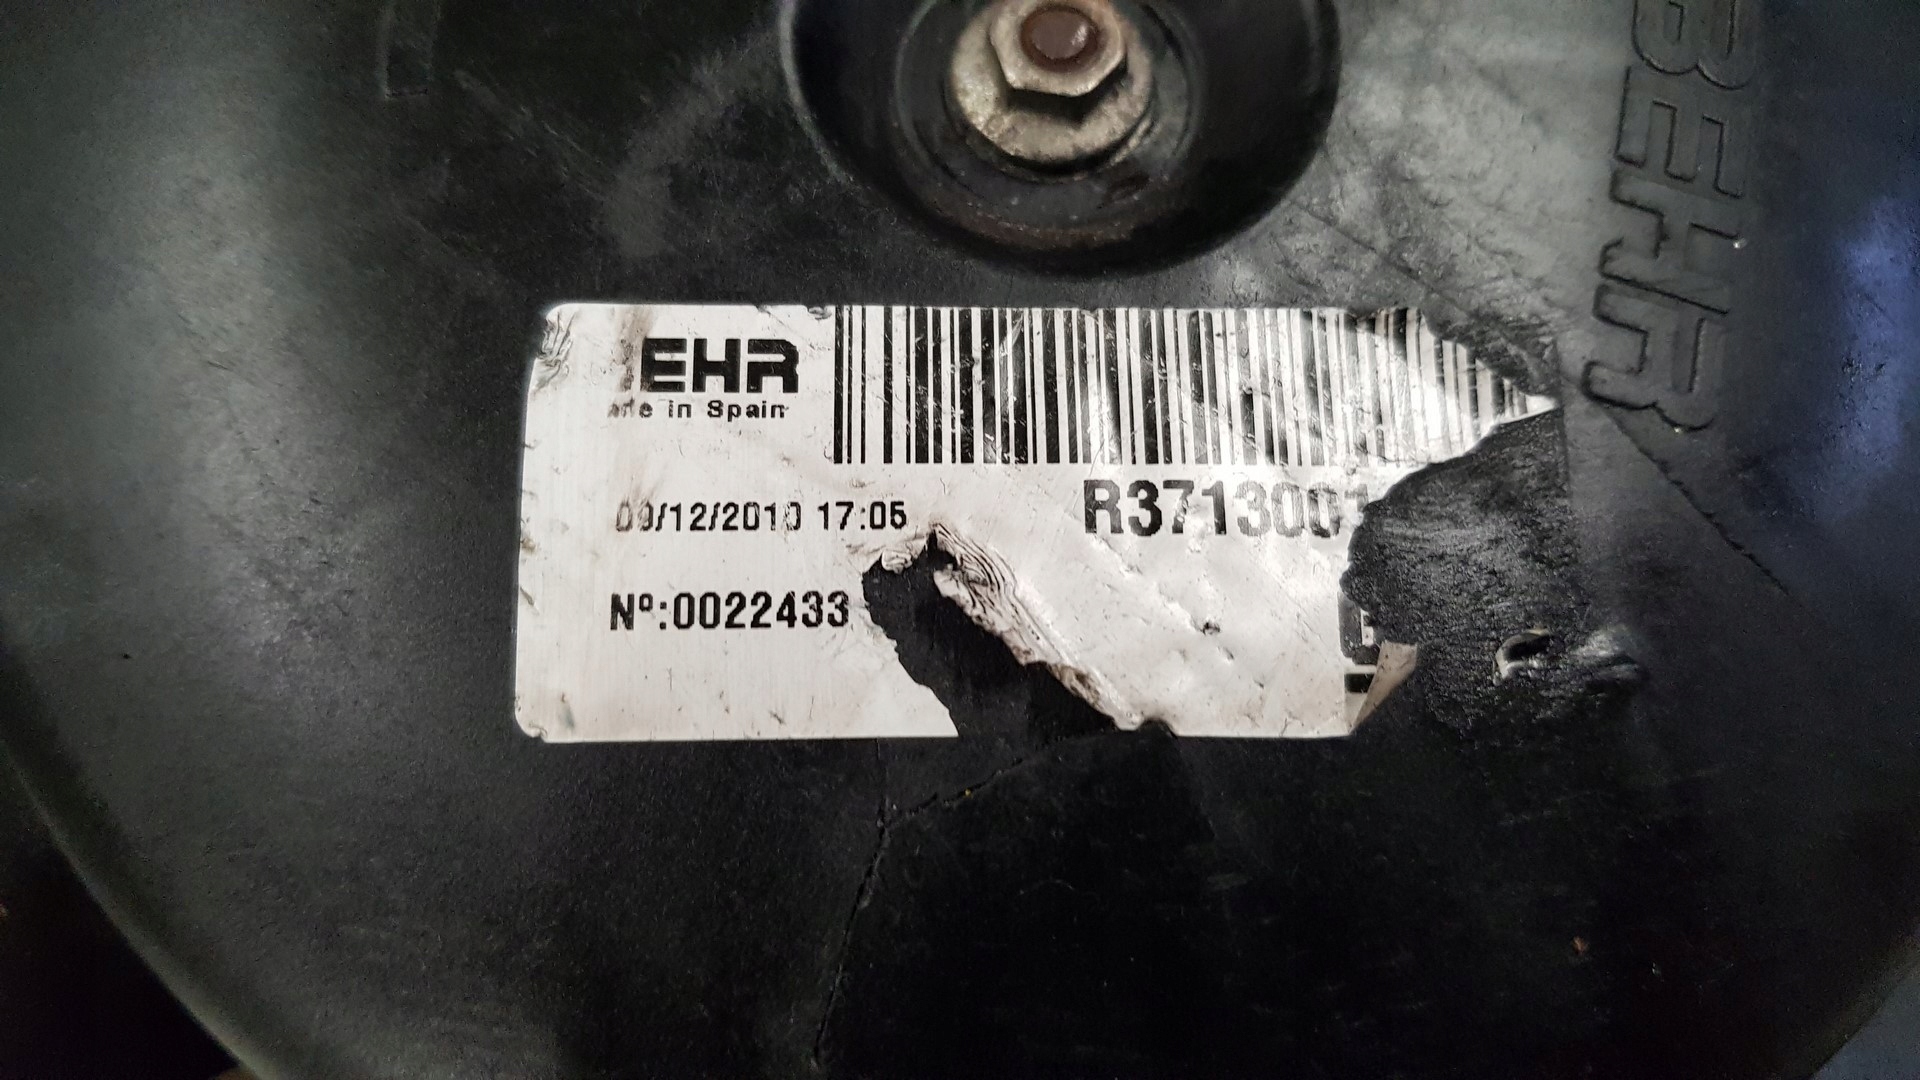 BEHR
EHR
ade in Spain
09/12/2010 17:05
R3713001
Nº:0022433